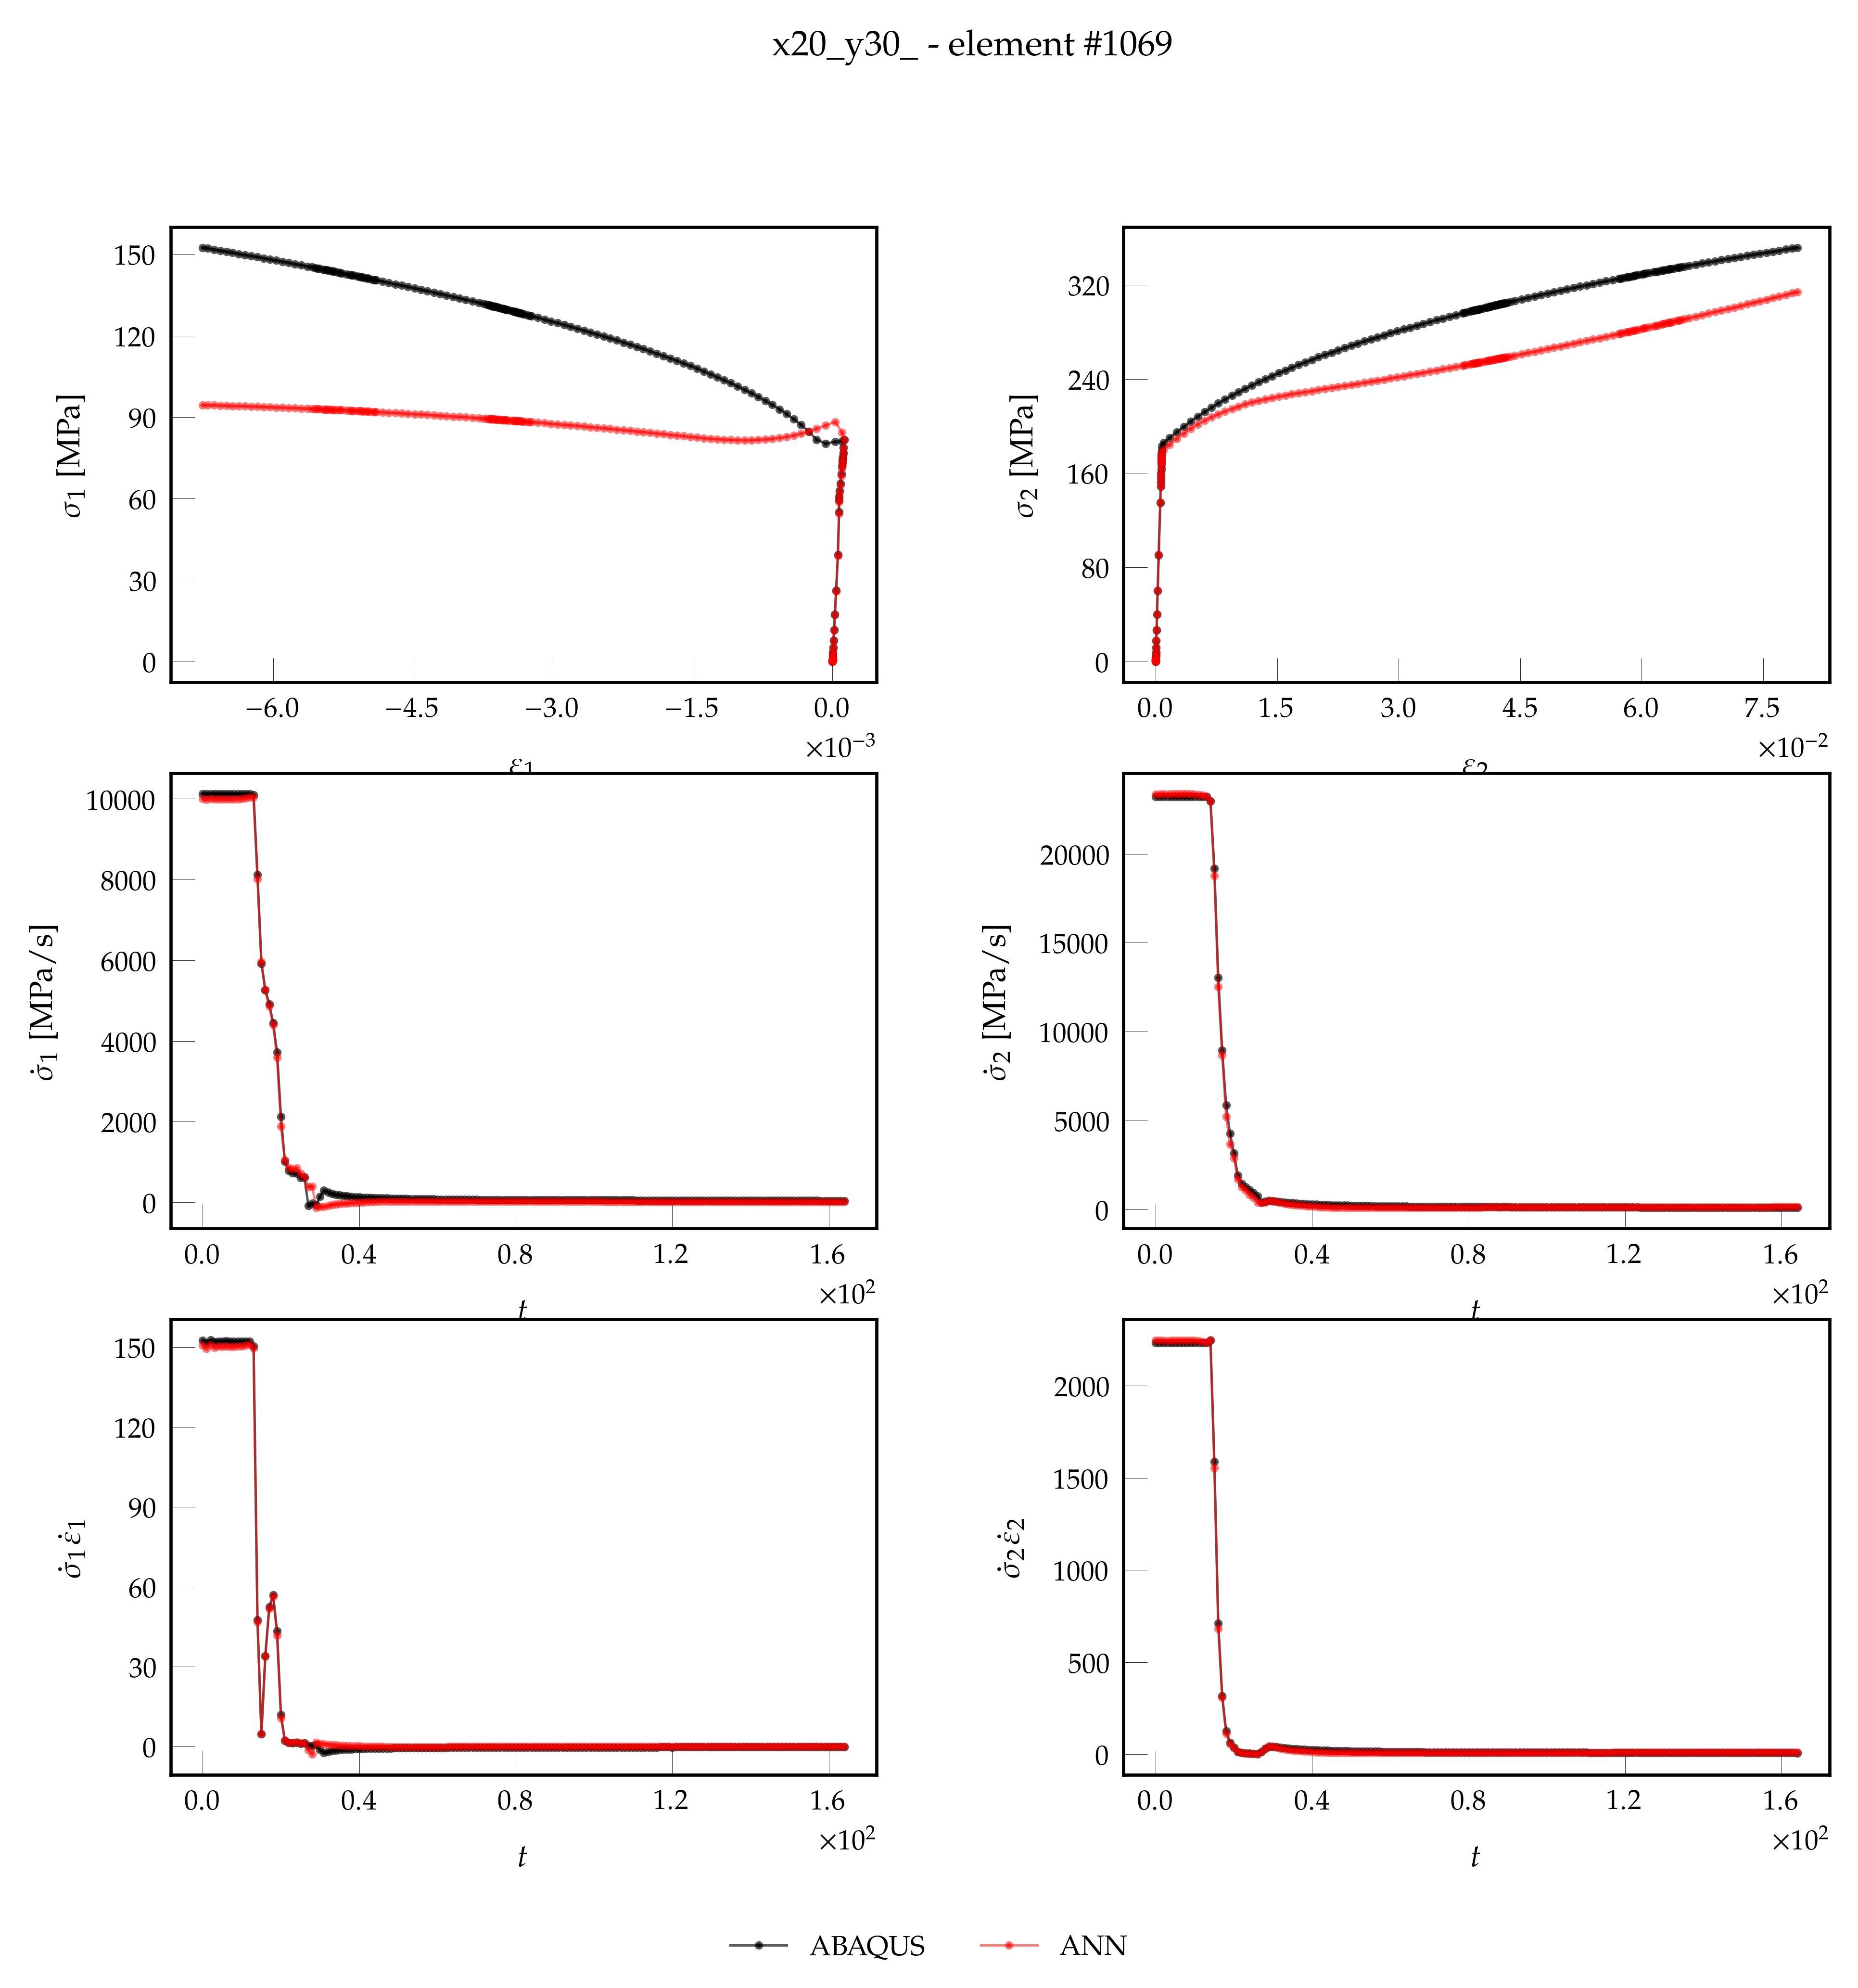 x20_y30_ - element #1069
σ₁ [MPa]
150
120
90
60
30
0
−6.0 −4.5 −3.0 −1.5 0.0
×10⁻³
ε₁
σ₂ [MPa]
320
240
160
80
0
0.0 1.5 3.0 4.5 6.0 7.5
×10⁻²
ε₂
σ̇₁ [MPa/s]
10000
8000
6000
4000
2000
0
0.0 0.4 0.8 1.2 1.6
×10²
t
σ̇₂ [MPa/s]
20000
15000
10000
5000
0
0.0 0.4 0.8 1.2 1.6
×10²
t
σ̇₁ε̇₁
150
120
90
60
30
0
0.0 0.4 0.8 1.2 1.6
×10²
t
σ̇₂ε̇₂
2000
1500
1000
500
0
0.0 0.4 0.8 1.2 1.6
×10²
t
ABAQUS ANN